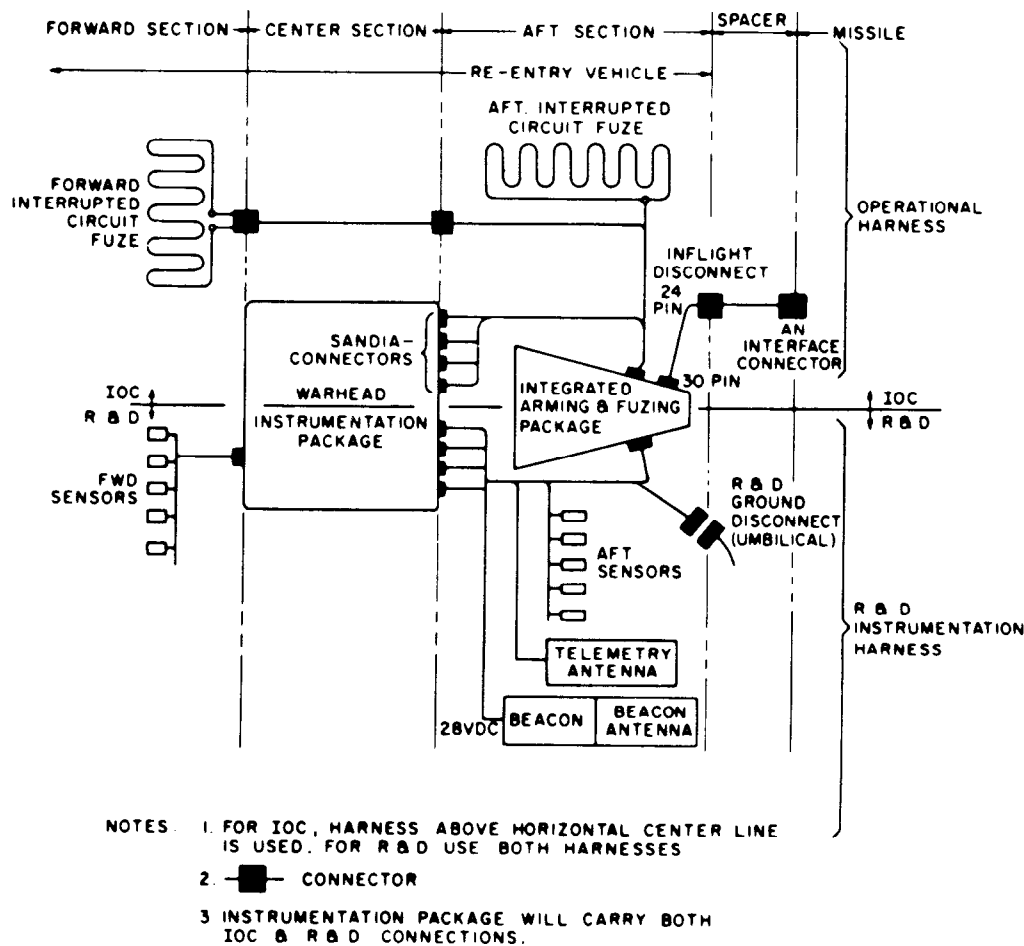 FORWARD SECTION
CENTER SECTION
AFT SECTION
SPACER
MISSILE
RE-ENTRY VEHICLE
AFT. INTERRUPTED
CIRCUIT FUZE
FORWARD
INTERRUPTED
CIRCUIT
FUZE
OPERATIONAL
HARNESS
INFLIGHT
DISCONNECT
24
PIN
AN
INTERFACE
CONNECTOR
SANDIA-
CONNECTORS
30 PIN
INTEGRATED
ARMING & FUZING
PACKAGE
WARHEAD
INSTRUMENTATION
PACKAGE
IOC
R & D
IOC
R & D
FWD
SENSORS
R & D
GROUND
DISCONNECT
(UMBILICAL)
AFT
SENSORS
R & D
INSTRUMENTATION
HARNESS
TELEMETRY
ANTENNA
28VDC
BEACON
BEACON
ANTENNA
NOTES. 1. FOR IOC, HARNESS ABOVE HORIZONTAL CENTER LINE
IS USED. FOR R & D USE BOTH HARNESSES
2. CONNECTOR
3 INSTRUMENTATION PACKAGE WILL CARRY BOTH
IOC & R & D CONNECTIONS.